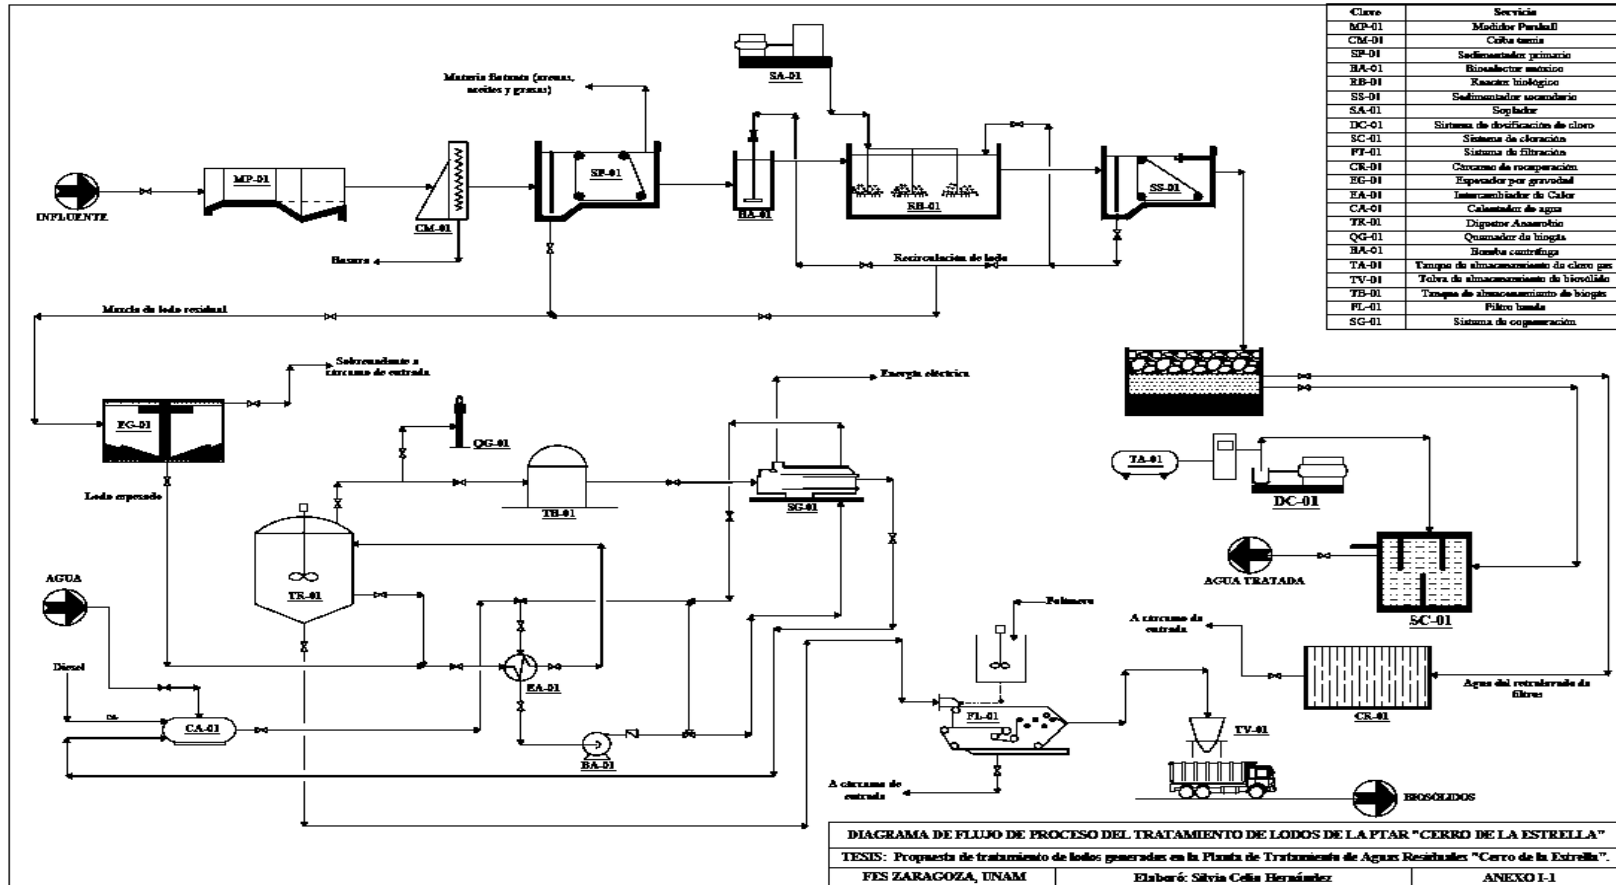 Clave Servicio
MP-01 Medidor Parshall
CM-01 Criba tamiz
SP-01 Sedimentador primario
BA-01 Bioselector anóxico
RB-01 Reactor biológico
SS-01 Sedimentador secundario
SA-01 Soplador
DC-01 Sistema de dosificación de cloro
SC-01 Sistema de cloración
FT-01 Sistema de filtración
CR-01 Cárcamo de recuperación
EG-01 Espesador por gravedad
EA-01 Intercambiador de Calor
CA-01 Calentador de agua
TR-01 Digestor Anaerobio
QG-01 Quemador de biogás
BA-01 Bomba centrífuga
TA-01 Tanque de almacenamiento de cloro gas
TV-01 Tolva de almacenamiento de biosólido
TB-01 Tanque de almacenamiento de biogás
FL-01 Filtro banda
SG-01 Sistema de cogeneración
SA-01
Materia flotante (arenas,
aceites y grasas)
MP-01
SP-01
INFLUENTE
CM-01
BA-01
RB-01
SS-01
Basura
Recirculación de lodo
Mezcla de lodo residual
Sobrenadante a
cárcamo de entrada
Energía eléctrica
EG-01
QG-01
TA-01
Lodo espesado
TB-01
SG-01
DC-01
AGUA
TR-01
AGUA TRATADA
Polímero
A cárcamo de
entrada
SC-01
Diesel
EA-01
Agua del retrolavado de
filtros
CA-01
FL-01
CR-01
BA-01
TV-01
A cárcamo de
entrada
BIOSÓLIDOS
DIAGRAMA DE FLUJO DE PROCESO DEL TRATAMIENTO DE LODOS DE LA PTAR "CERRO DE LA ESTRELLA"
TESIS: Propuesta de tratamiento de lodos generados en la Planta de Tratamiento de Aguas Residuales "Cerro de la Estrella".
FES ZARAGOZA, UNAM Elaboró: Silvia Celia Hernández ANEXO I-1